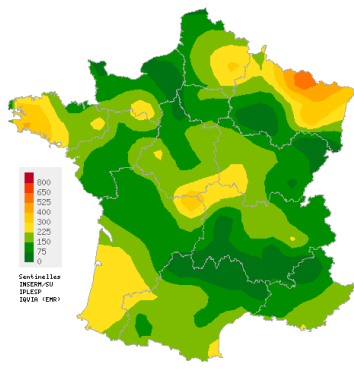 800
650
525
400
300
225
150
75
0
Sentinelles
INSERM/SU
IPLESP
IQVIA (EMR)